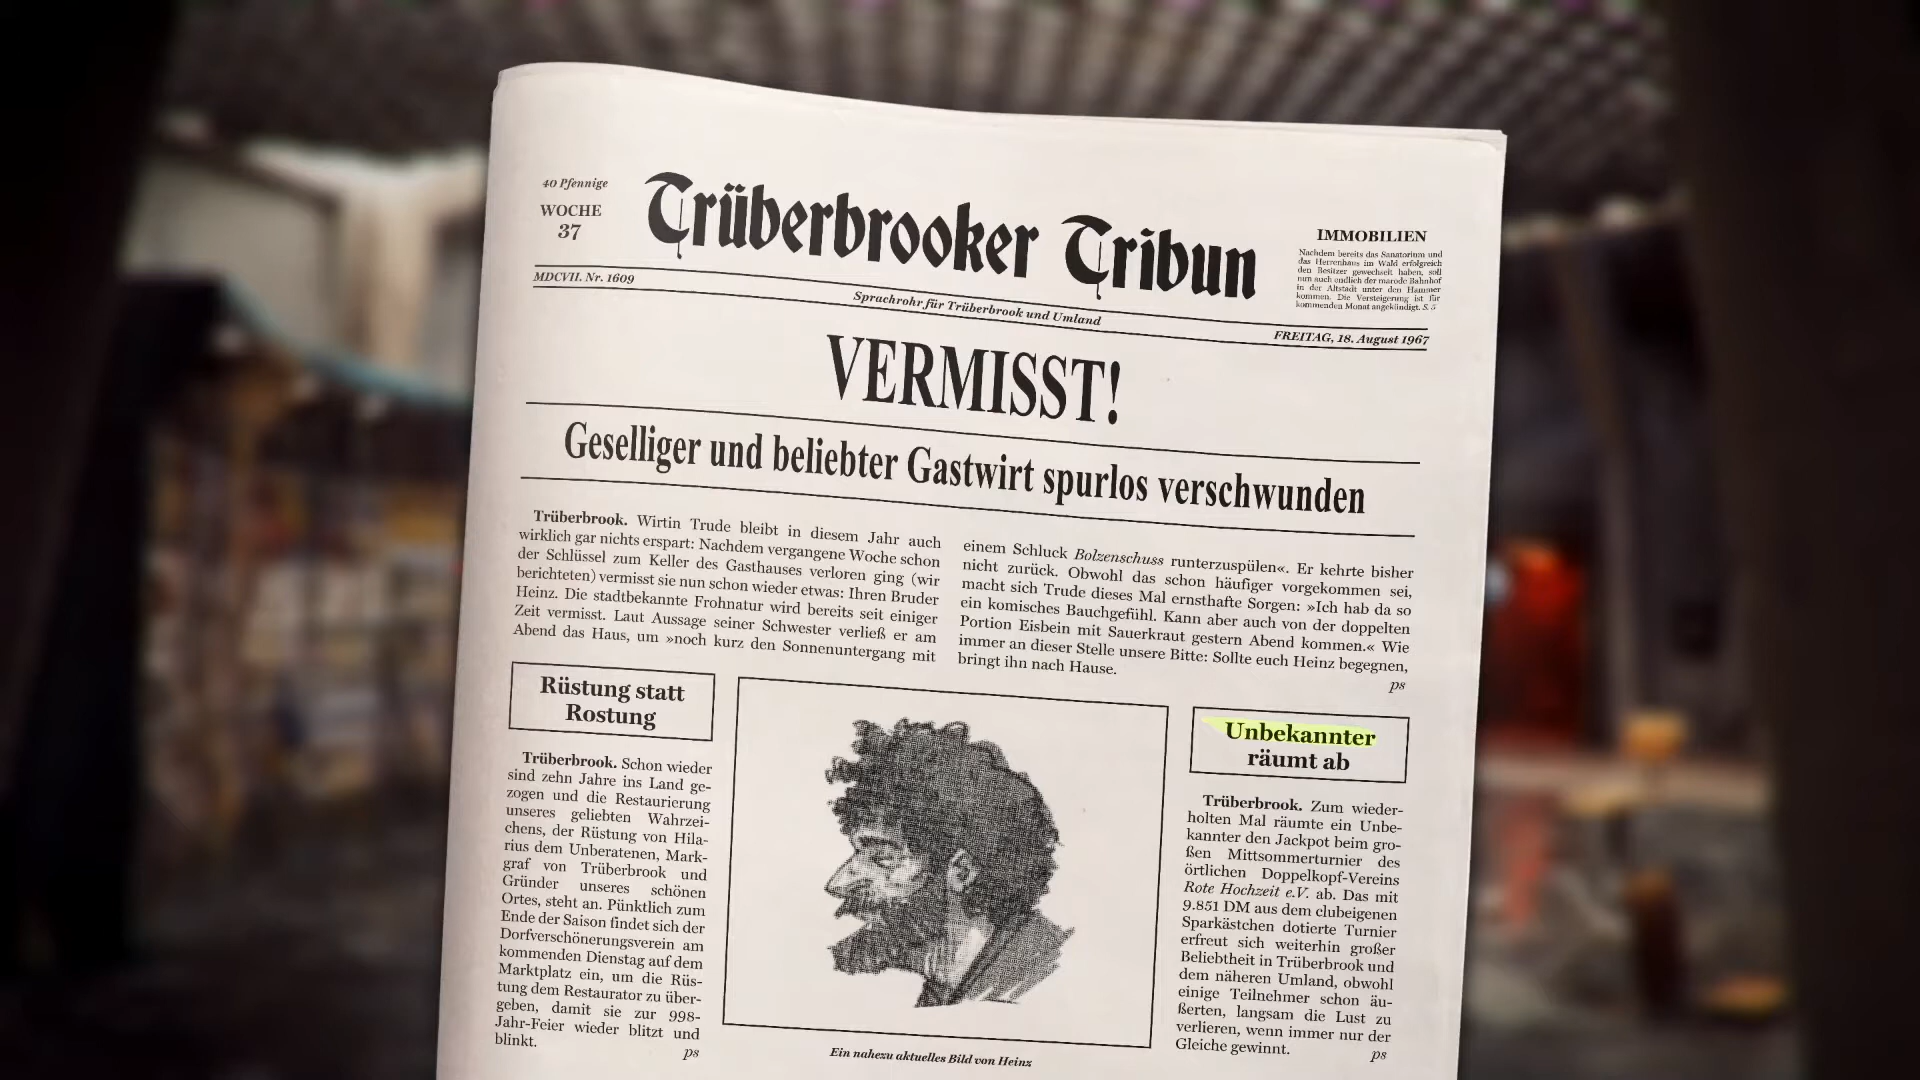 40 Pfennige
WOCHE
37
Trüberbrooker Tribun
IMMOBILIEN
Nachdem bereits das Sanatorium und
das Herrenhaus im Wald erfolgreich
den Besitzer gewechselt haben, soll
nun auch endlich der marode Bahnhof
in der Altstadt unter den Hammer
kommen. Die Versteigerung ist für
kommenden Monat angekündigt. S. 5
MDCVII. Nr. 1609
Sprachrohr für Trüberbrook und Umland
FREITAG, 18. August 1967
VERMISST!
Geselliger und beliebter Gastwirt spurlos verschwunden
Trüberbrook. Wirtin Trude bleibt in diesem Jahr auch
wirklich gar nichts erspart: Nachdem vergangene Woche schon
der Schlüssel zum Keller des Gasthauses verloren ging (wir
berichteten) vermisst sie nun schon wieder etwas: Ihren Bruder
Heinz. Die stadtbekannte Frohnatur wird bereits seit einiger
Zeit vermisst. Laut Aussage seiner Schwester verließ er am
Abend das Haus, um »noch kurz den Sonnenuntergang mit
einem Schluck Bolzenschuss runterzuspülen«. Er kehrte bisher
nicht zurück. Obwohl das schon häufiger vorgekommen sei,
macht sich Trude dieses Mal ernsthafte Sorgen: »Ich hab da so
ein komisches Bauchgefühl. Kann aber auch von der doppelten
Portion Eisbein mit Sauerkraut gestern Abend kommen.« Wie
immer an dieser Stelle unsere Bitte: Sollte euch Heinz begegnen,
bringt ihn nach Hause.
ps
Rüstung statt
Rostung
Trüberbrook. Schon wieder
sind zehn Jahre ins Land ge-
zogen und die Restaurierung
unseres geliebten Wahrzei-
chens, der Rüstung von Hila-
rius dem Unberatenen, Mark-
graf von Trüberbrook und
Gründer unseres schönen
Ortes, steht an. Pünktlich zum
Ende der Saison findet sich der
Dorfverschönerungsverein am
kommenden Dienstag auf dem
Marktplatz ein, um die Rüs-
tung dem Restaurator zu über-
geben, damit sie zur 998-
Jahr-Feier wieder blitzt und
blinkt.
ps
Ein nahezu aktuelles Bild von Heinz
Unbekannter
räumt ab
Trüberbrook. Zum wieder-
holten Mal räumte ein Unbe-
kannter den Jackpot beim gro-
ßen Mittsommerturnier des
örtlichen Doppelkopf-Vereins
Rote Hochzeit e.V. ab. Das mit
9.851 DM aus dem clubeigenen
Sparkästchen dotierte Turnier
erfreut sich weiterhin großer
Beliebtheit in Trüberbrook und
dem näheren Umland, obwohl
einige Teilnehmer schon äu-
ßerten, langsam die Lust zu
verlieren, wenn immer nur der
Gleiche gewinnt.
ps